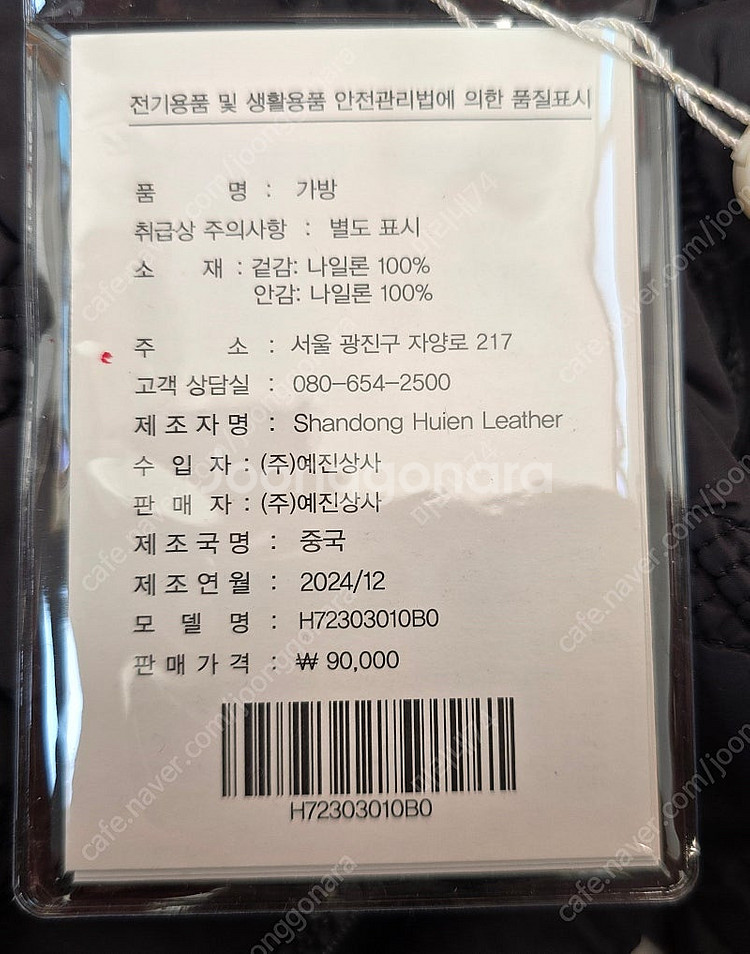 전기용품 및 생활용품 안전관리법에 의한 품질표시
품 명 : 가방
취급상 주의사항 : 별도 표시
소 재 : 겉감: 나일론 100%
안감: 나일론 100%
주 소 : 서울 광진구 자양로 217
고객 상담실 : 080-654-2500
제조자명 : Shandong Huien Leather
수 입 자 : (주)예진상사
판 매 자 : (주)예진상사
제조국명 : 중국
제조연월 : 2024/12
모 델 명 : H72303010B0
판매가격 : ₩ 90,000
H72303010B0
joonggonara
cafe.naver.com/joonggonara